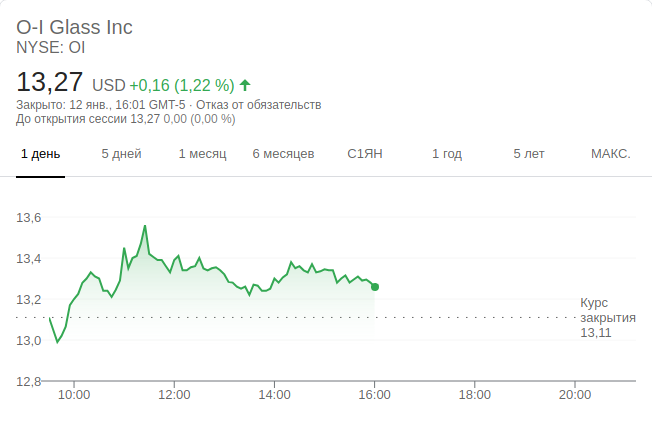 O-I Glass Inc
NYSE: OI
13,27 USD +0,16 (1,22 %)
Закрыто: 12 янв., 16:01 GMT-5 · Отказ от обязательств
До открытия сессии 13,27 0,00 (0,00 %)
1 день 5 дней 1 месяц 6 месяцев С1ЯН 1 год 5 лет МАКС.
13,6
13,4
13,2
13,0
12,8
Курс
закрытия
13,11
10:00 12:00 14:00 16:00 18:00 20:00